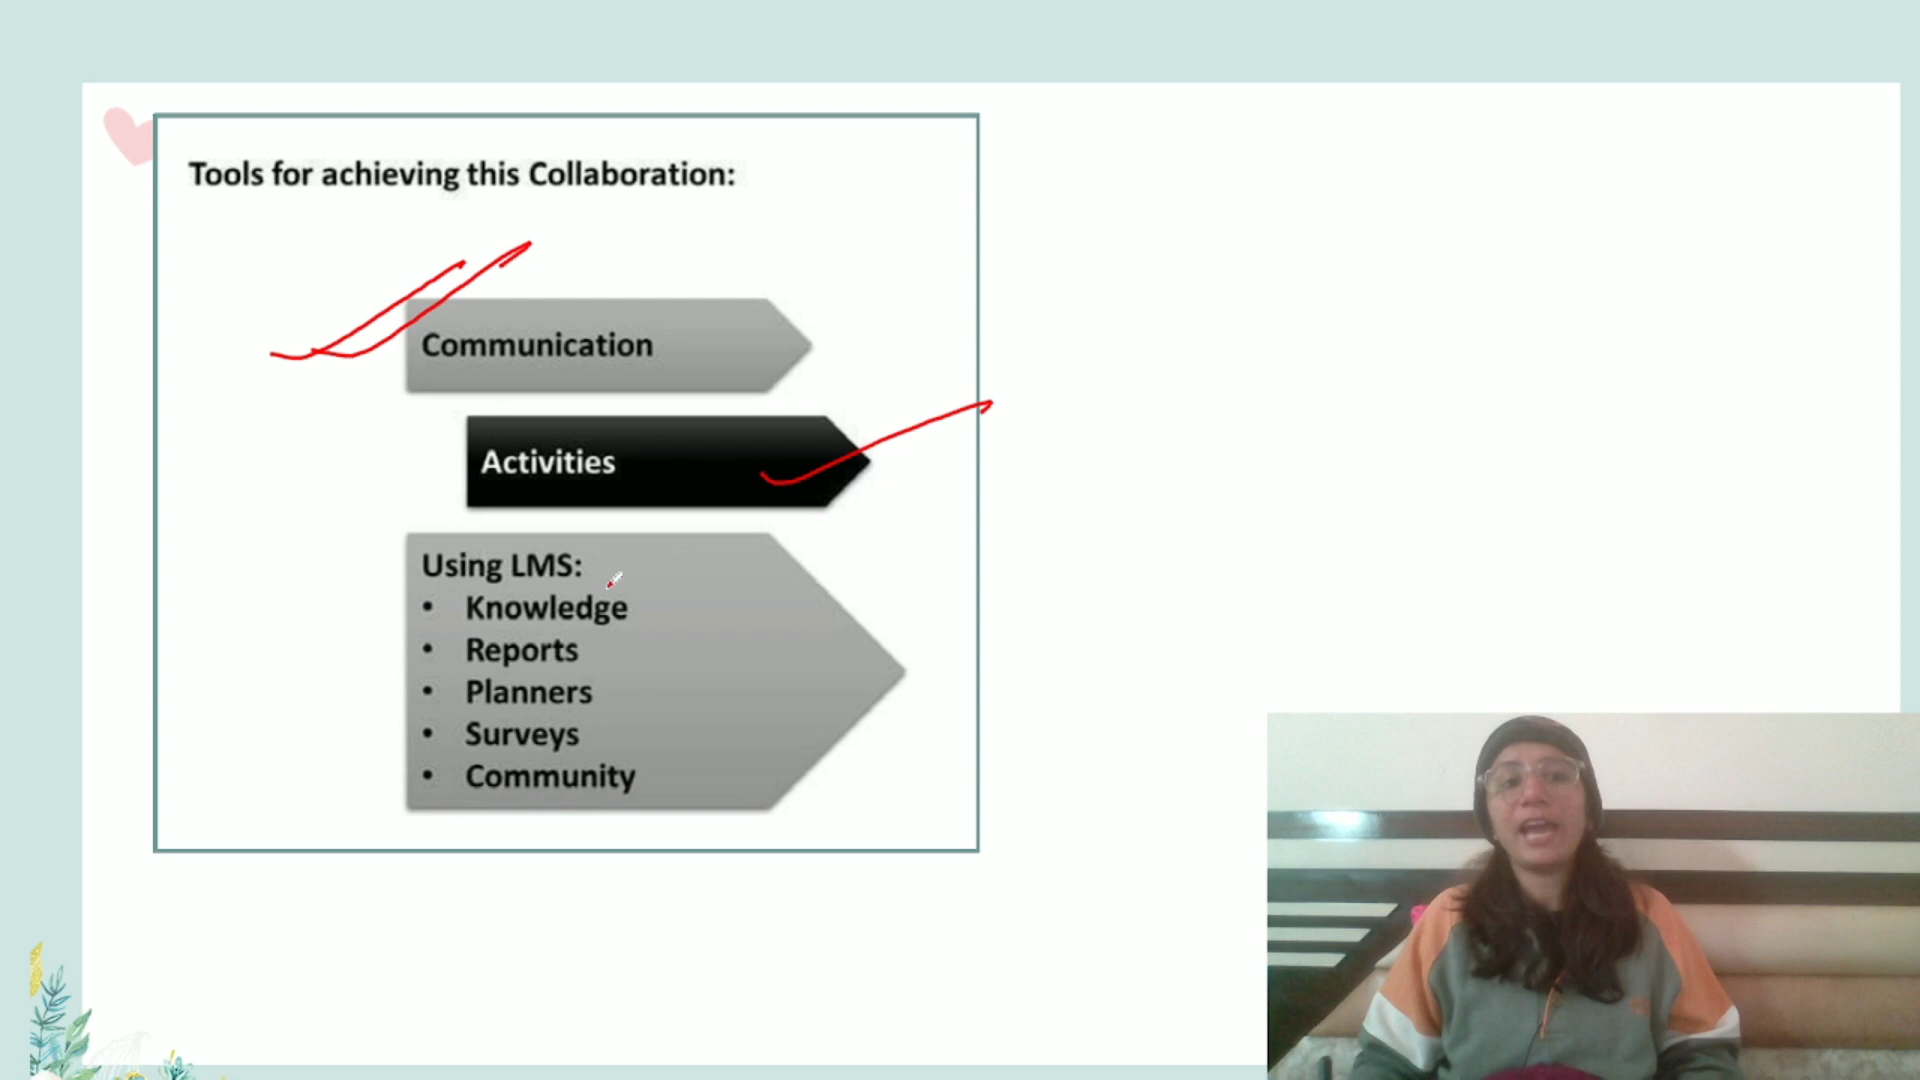 Tools for achieving this Collaboration:
Communication
Activities
Using LMS:
• Knowledge
• Reports
• Planners
• Surveys
• Community